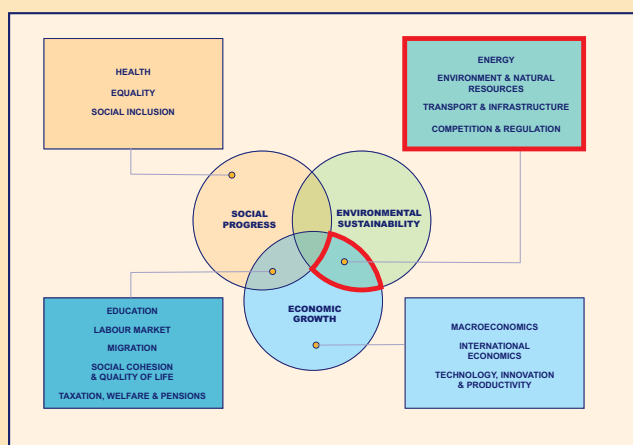 HEALTH
EQUALITY
SOCIAL INCLUSION
ENERGY
ENVIRONMENT & NATURAL
RESOURCES
TRANSPORT & INFRASTRUCTURE
COMPETITION & REGULATION
SOCIAL
PROGRESS
ENVIRONMENTAL
SUSTAINABILITY
ECONOMIC
GROWTH
EDUCATION
LABOUR MARKET
MIGRATION
SOCIAL COHESION
& QUALITY OF LIFE
TAXATION, WELFARE & PENSIONS
MACROECONOMICS
INTERNATIONAL
ECONOMICS
TECHNOLOGY, INNOVATION
& PRODUCTIVITY